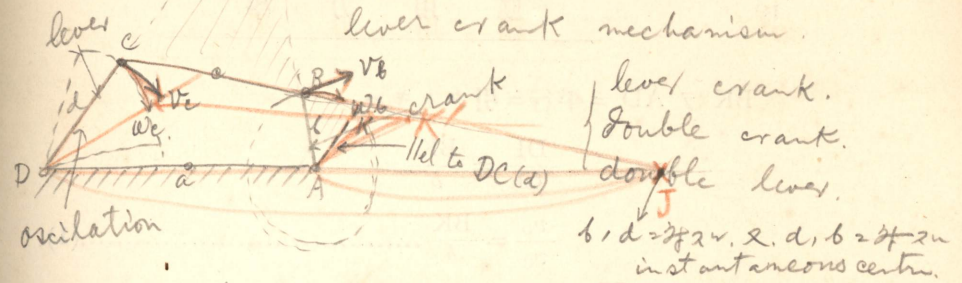 lever crank mechanism.
lever
C
c
B
Vb
Wb
crank
lever crank.
d
Vc
Wc
b
K
K
double crank.
D
a
A
llel to DC(d)
double lever.
J
oscilation
instantaneous centre.